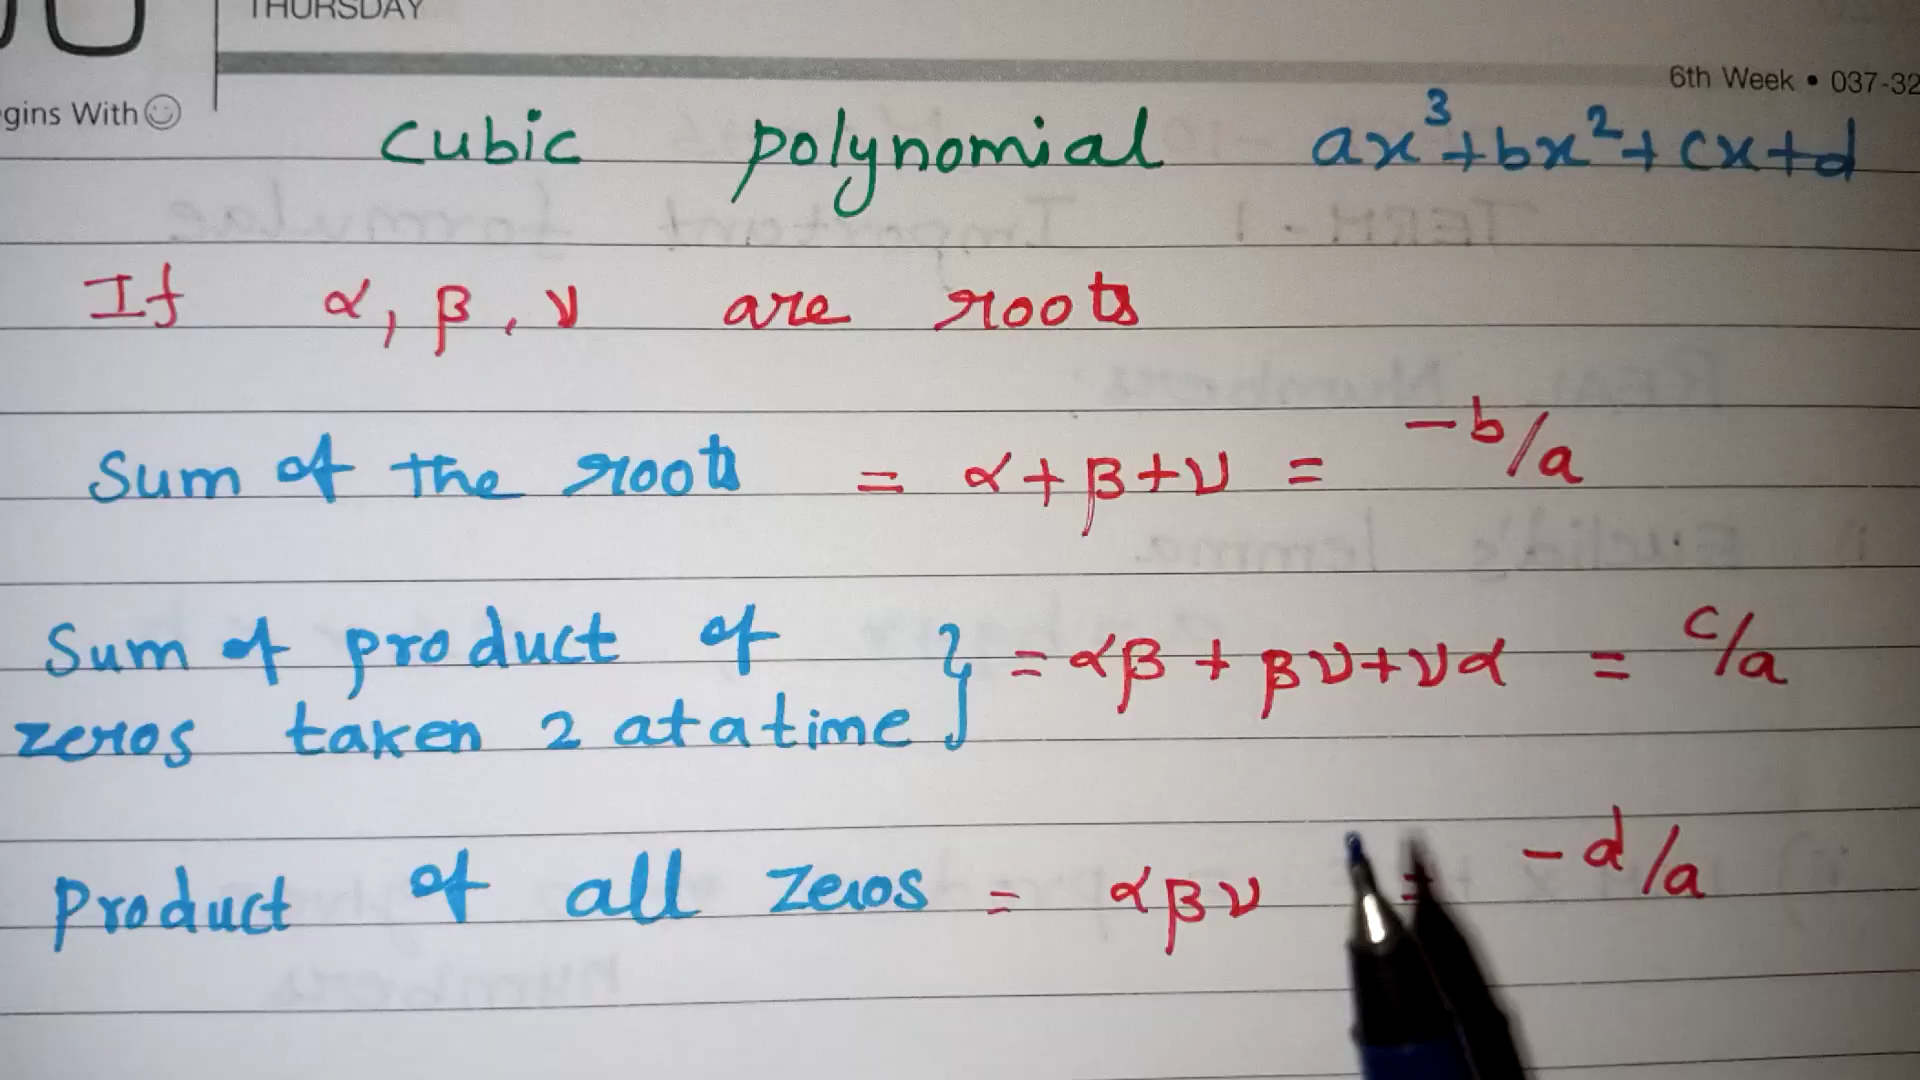 THURSDAY
6th Week • 037-32
gins With
cubic polynomial ax³+bx²+cx+d
If α, β, ν are roots
Sum of the roots = α+β+ν = -b/a
Sum of product of
zeros taken 2 at a time } = αβ + βν+να = c/a
product of all zeros = αβν = -d/a